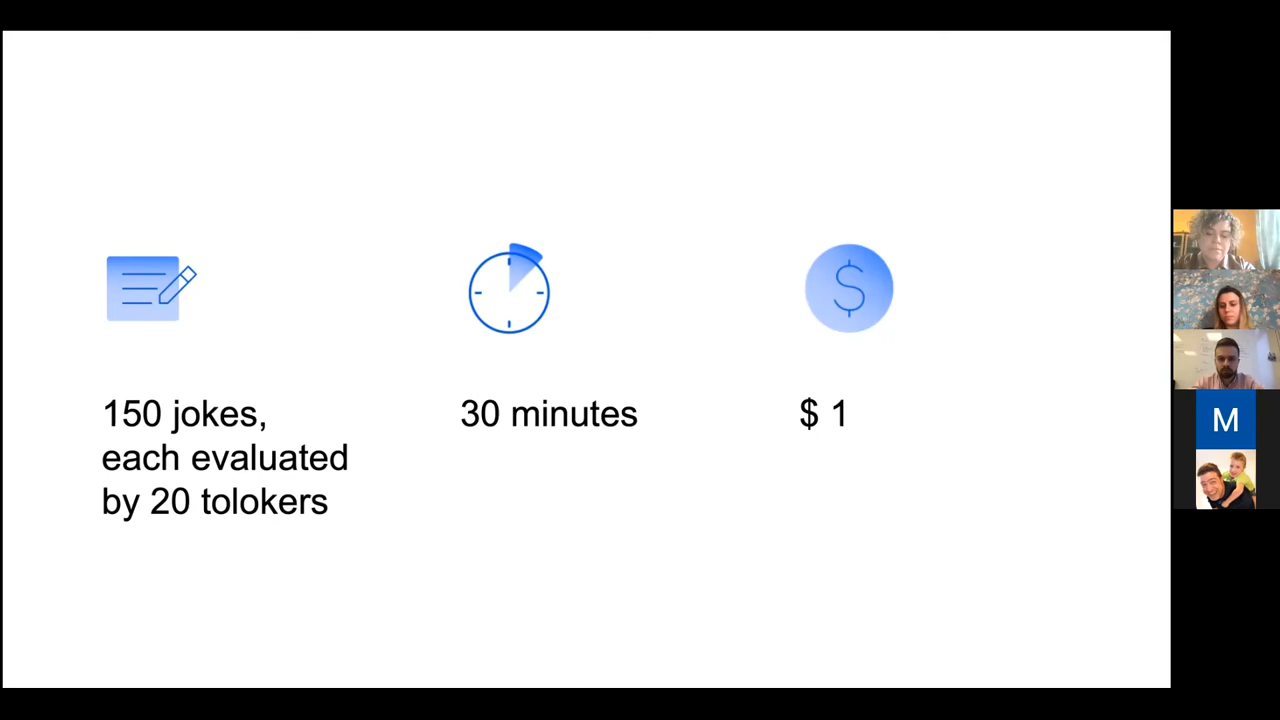 150 jokes,
each evaluated
by 20 tolokers
30 minutes
$ 1
$
M